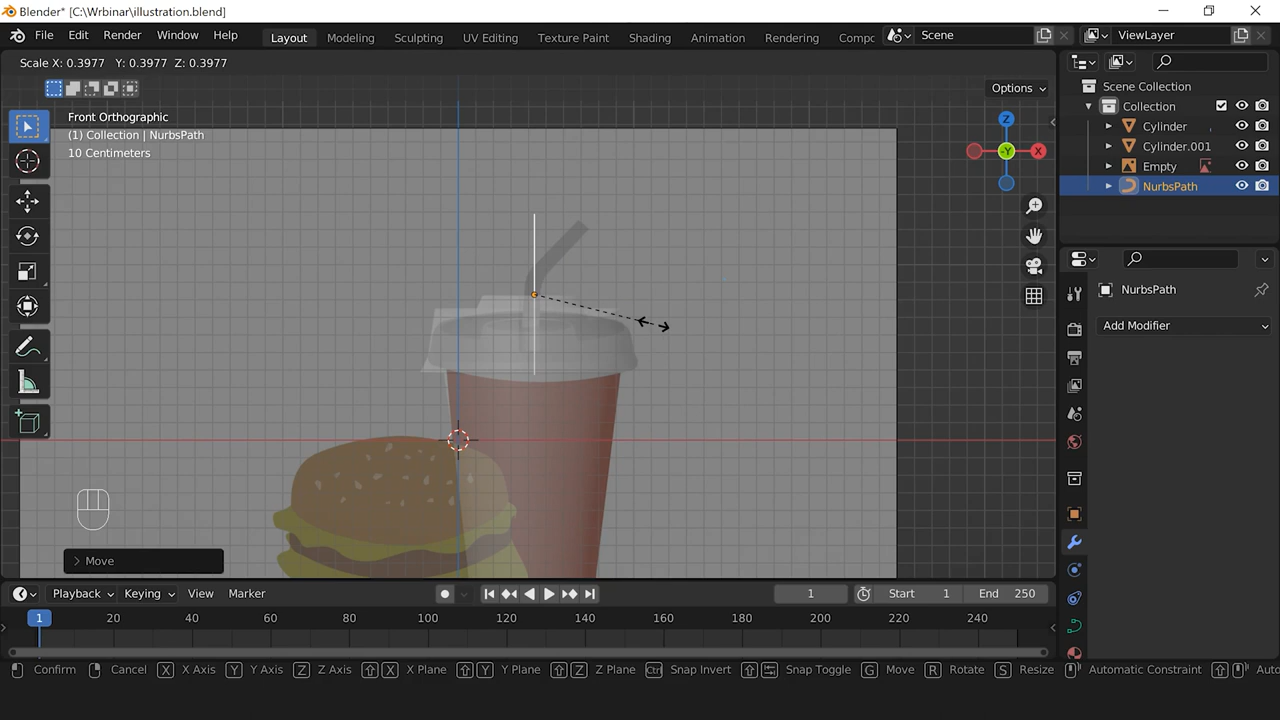 Blender* [C:\Wrbinar\illustration.blend]
File Edit Render Window Help Layout Modeling Sculpting UV Editing Texture Paint Shading Animation Rendering Compc Scene ViewLayer
Scale X: 0.3977 Y: 0.3977 Z: 0.3977
Options
Front Orthographic
(1) Collection | NurbsPath
10 Centimeters
Z
-Y
X
Move
Scene Collection
Collection
Cylinder
Cylinder.001
Empty
NurbsPath
NurbsPath
Add Modifier
Playback Keying View Marker 1 Start 1 End 250
1 20 40 60 80 100 120 140 160 180 200 220 240
Confirm Cancel X X Axis Y Y Axis Z Z Axis X X Plane Y Y Plane Z Z Plane Ctrl Snap Invert Snap Toggle G Move R Rotate S Resize Automatic Constraint Auto